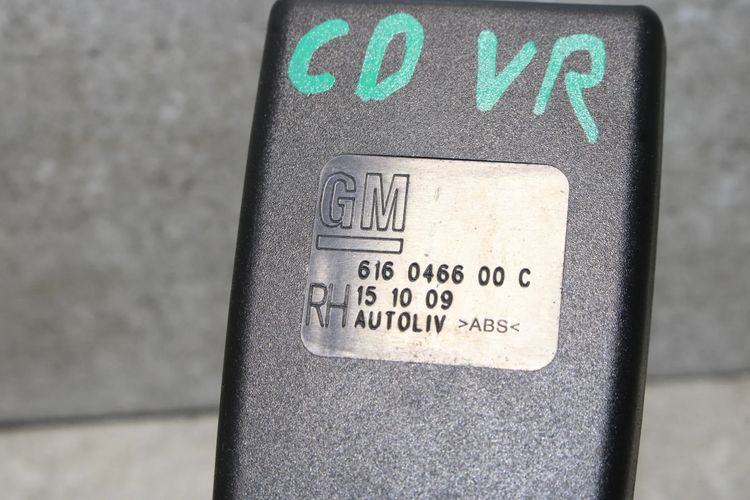 CD VR
GM
616 0466 00 C
RH 15 10 09
AUTOLIV >ABS<